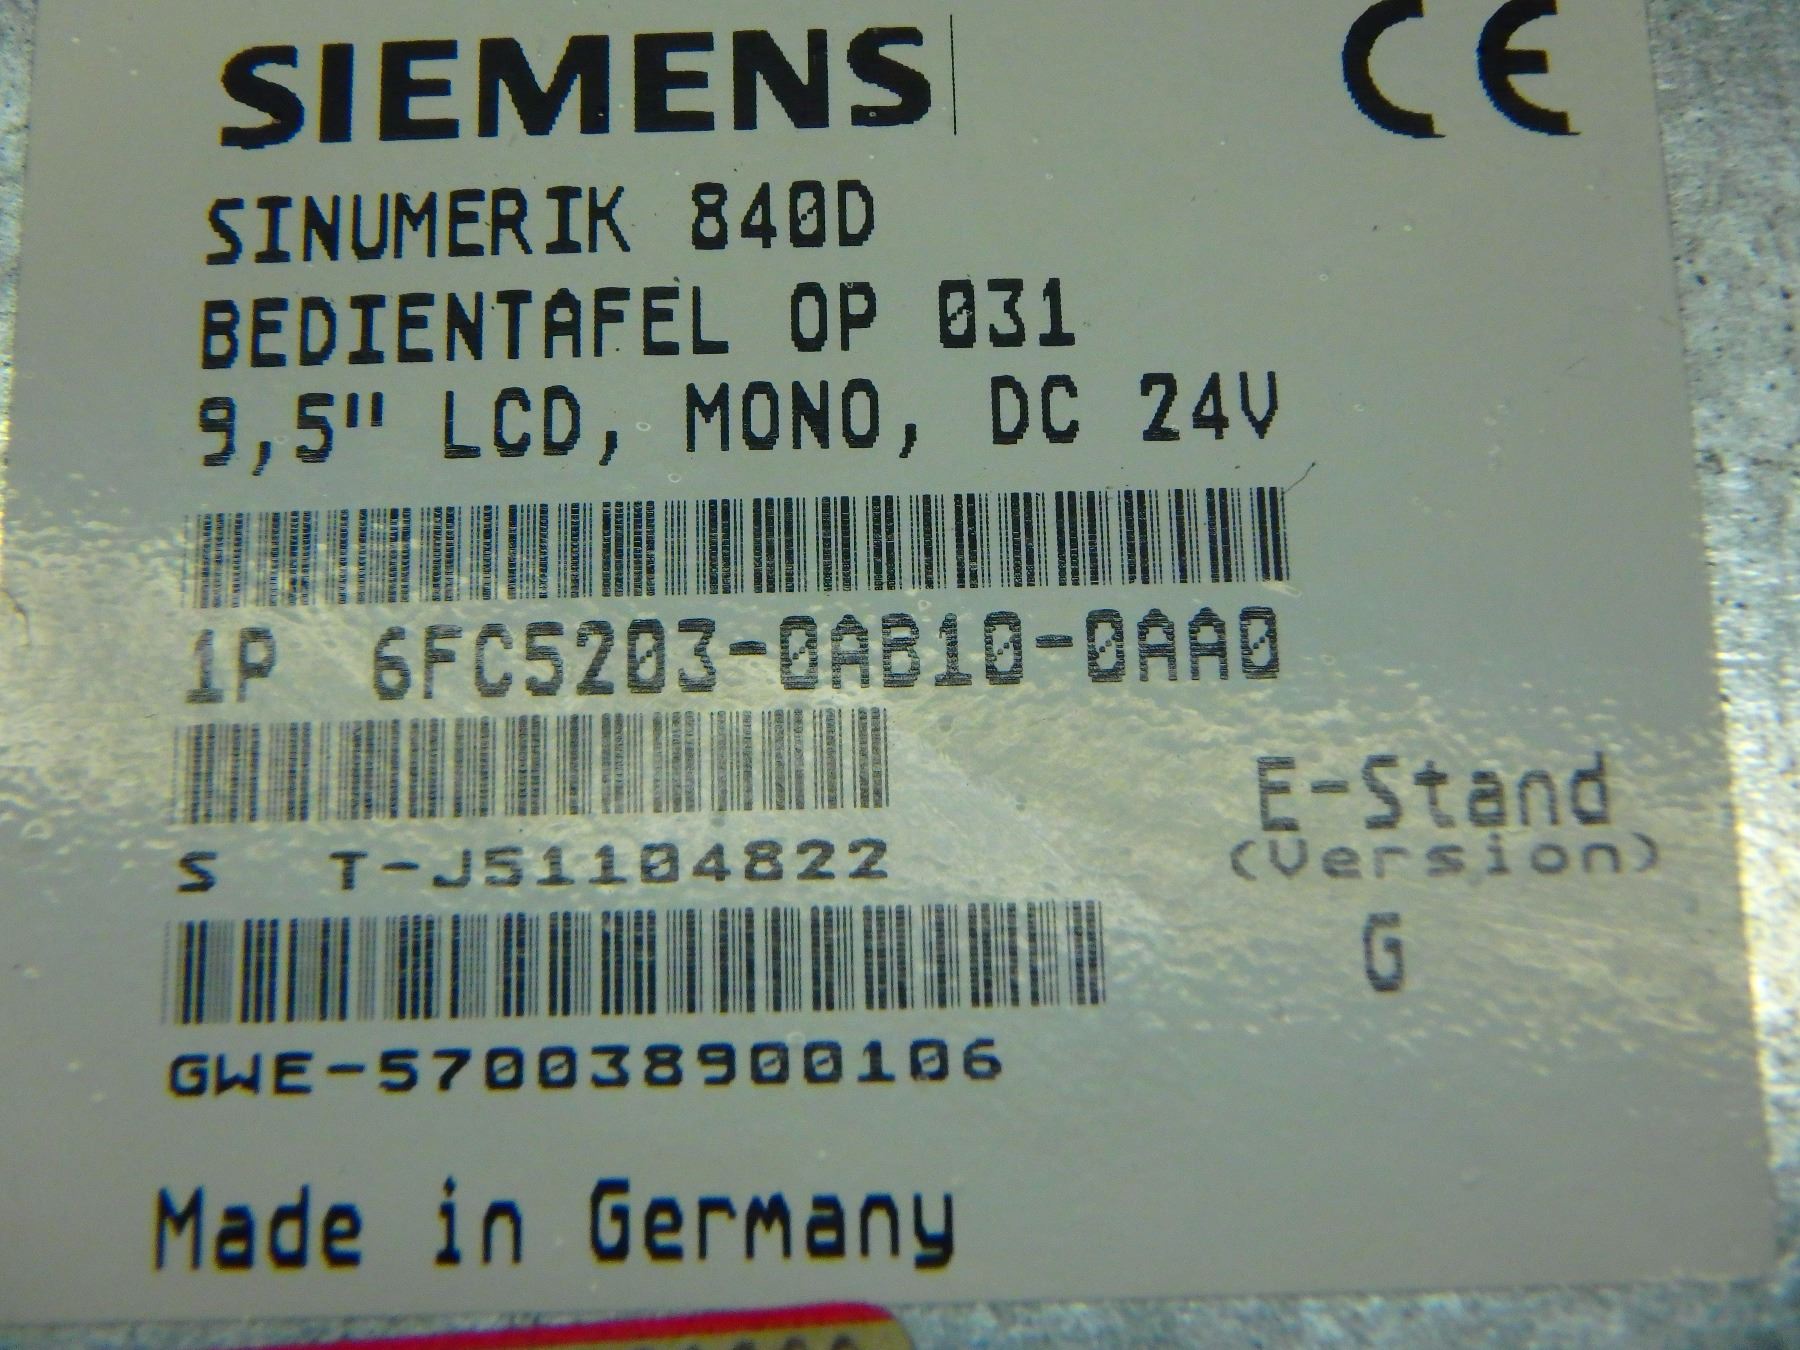 SIEMENS
CE
SINUMERIK 840D
BEDIENTAFEL OP 031
9,5" LCD, MONO, DC 24V
1P 6FC5203-0AB10-0AA0
E-Stand
(Version)
S T-J51104822
G
GWE-570038900106
Made in Germany